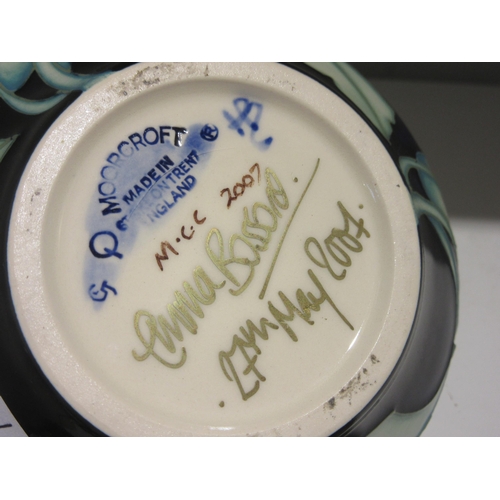 MOORCROFT ®
MADE IN
STOKE ON TRENT
ENGLAND
M.C.C 2007
Emma Bossons.
27th May 2007.